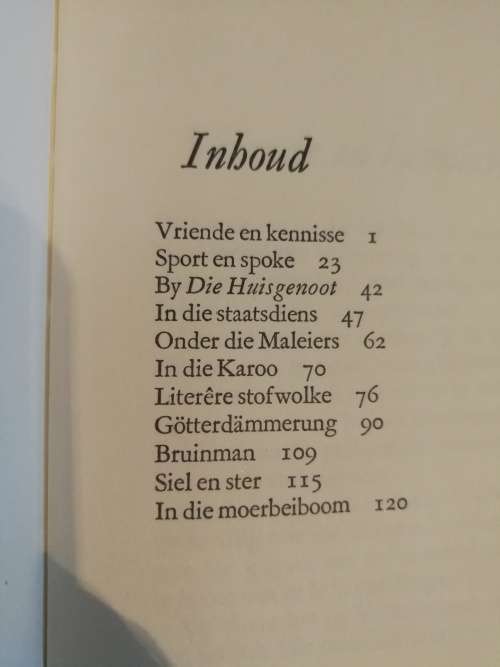 Inhoud
Vriende en kennisse 1
Sport en spoke 23
By Die Huisgenoot 42
In die staatsdiens 47
Onder die Maleiers 62
In die Karoo 70
Literêre stofwolke 76
Götterdämmerung 90
Bruinman 109
Siel en ster 115
In die moerbeiboom 120